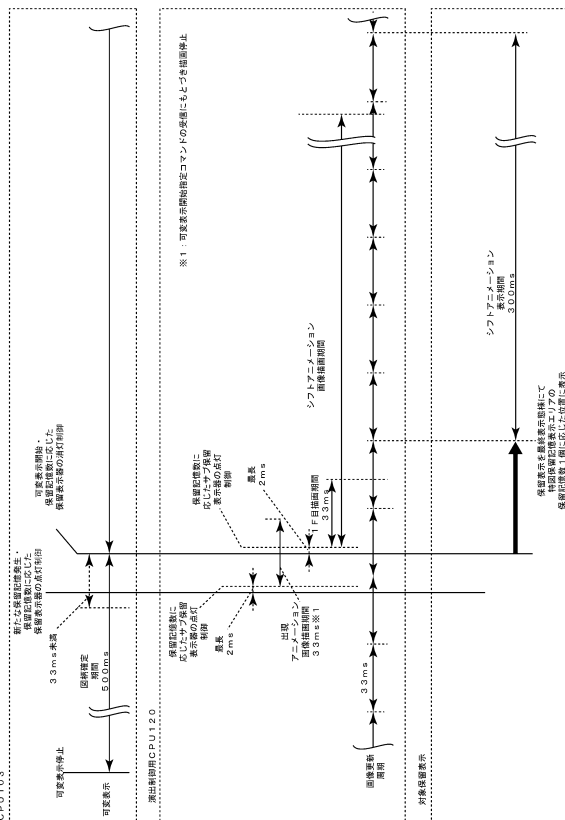 CPU103
可変表示停止
可変表示
図柄確定
期間
500ms
33ms未満
新たな保留記憶発生・
保留記憶数に応じた
保留表示器の点灯制御
可変表示開始・
保留記憶数に応じた
保留表示器の消灯制御
演出制御用CPU120
※1:可変表示開始指定コマンドの受信にもとづき描画停止
保留記憶数に
応じたサブ保留
表示器の点灯
制御
最長
2ms
保留記憶数に
応じたサブ保留
表示器の点灯
制御
最長
2ms
出現
アニメーション
画像描画期間
33ms※1
1F目描画期間
33ms
シフトアニメーション
画像描画期間
画像更新
周期
33ms
対象保留表示
シフトアニメーション
表示期間
300ms
保留表示を最終表示態様にて
特図保留記憶表示エリアの
保留記憶数1個に応じた位置に表示